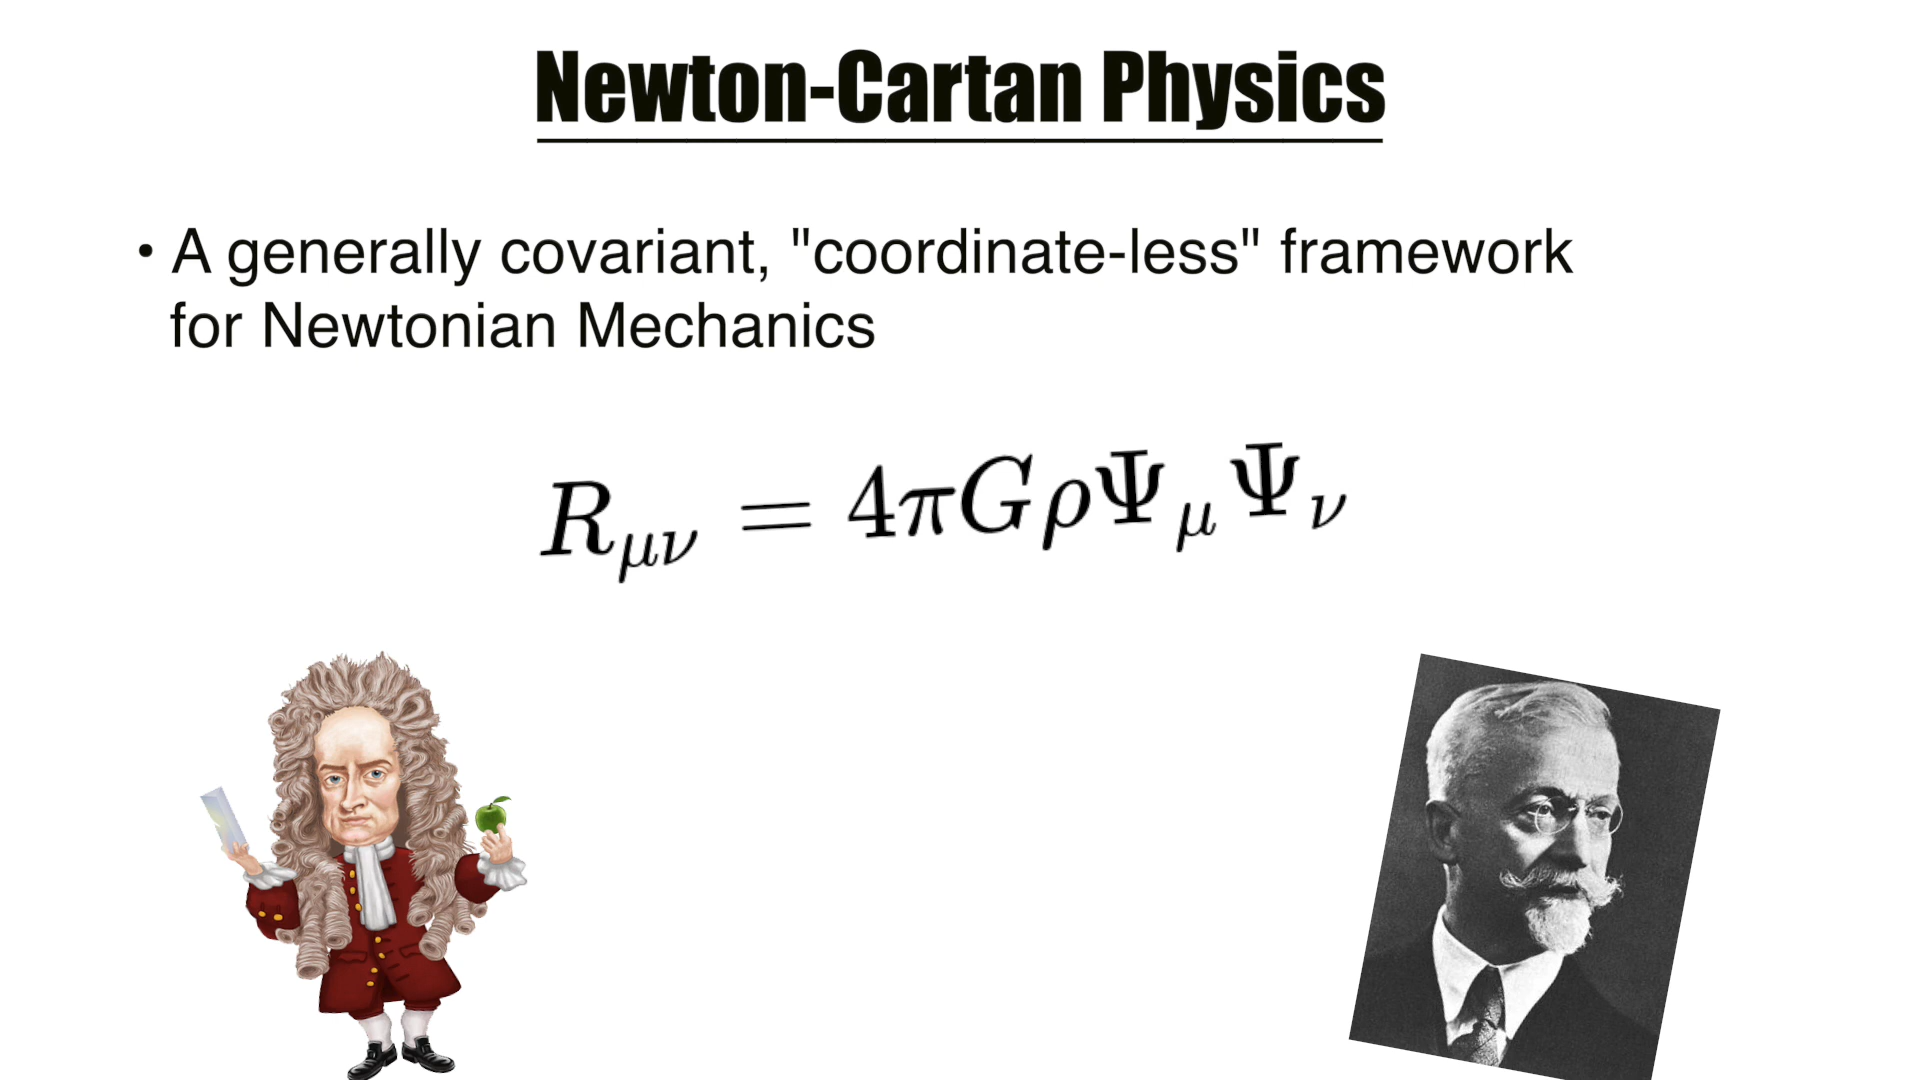 Newton-Cartan Physics
• A generally covariant, "coordinate-less" framework
for Newtonian Mechanics
R_{μν} = 4πGρΨ_μΨ_ν